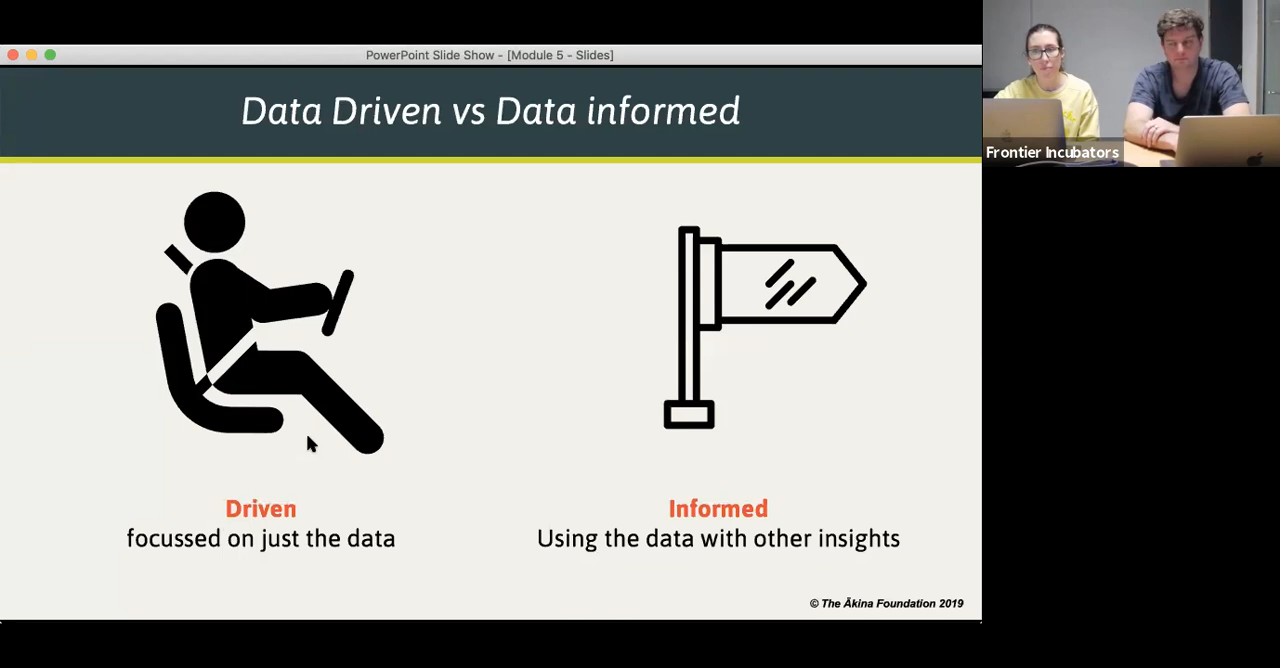 PowerPoint Slide Show - [Module 5 - Slides]
Data Driven vs Data informed
Frontier Incubators
Driven
focussed on just the data
Informed
Using the data with other insights
© The Ākina Foundation 2019